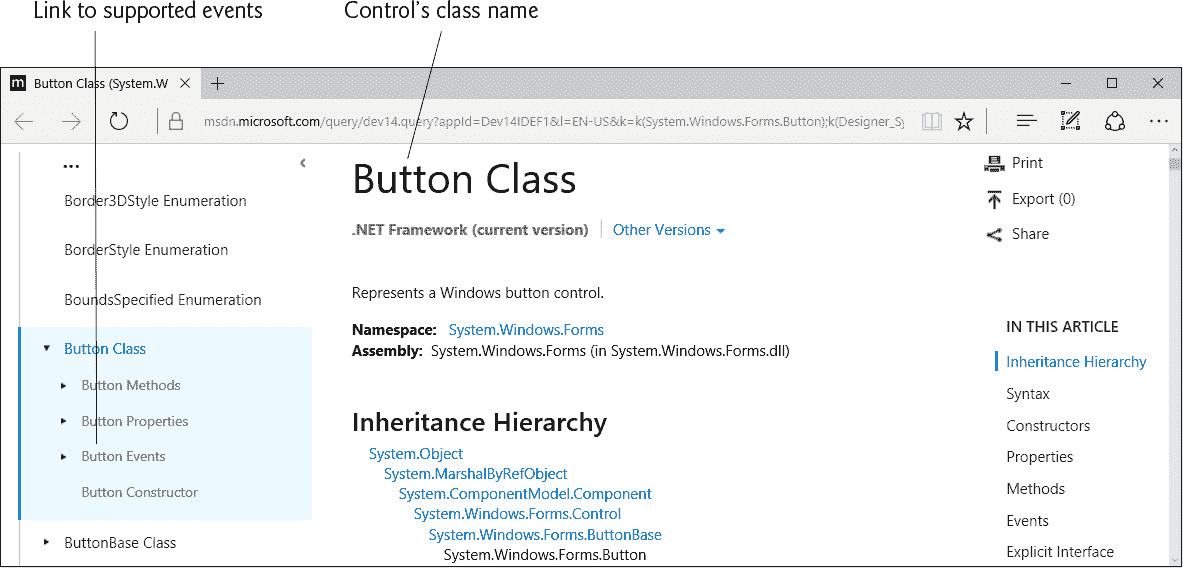 Link to supported events
Control's class name
Button Class (System.W
msdn.microsoft.com/query/dev14.query?appId=Dev14IDEF1&l=EN-US&k=k(System.Windows.Forms.Button);k(Designer_Sy
...
Border3DStyle Enumeration
BorderStyle Enumeration
BoundsSpecified Enumeration
Button Class
Button Methods
Button Properties
Button Events
Button Constructor
ButtonBase Class
Button Class
.NET Framework (current version)
Other Versions
Represents a Windows button control.
Namespace: System.Windows.Forms
Assembly: System.Windows.Forms (in System.Windows.Forms.dll)
Inheritance Hierarchy
System.Object
System.MarshalByRefObject
System.ComponentModel.Component
System.Windows.Forms.Control
System.Windows.Forms.ButtonBase
System.Windows.Forms.Button
Print
Export (0)
Share
IN THIS ARTICLE
Inheritance Hierarchy
Syntax
Constructors
Properties
Methods
Events
Explicit Interface